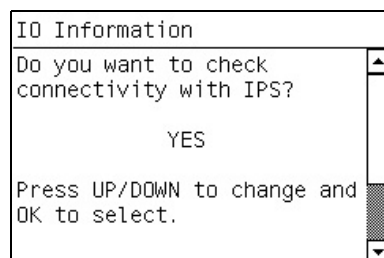 IO Information
Do you want to check
connectivity with IPS?
YES
Press UP/DOWN to change and
OK to select.